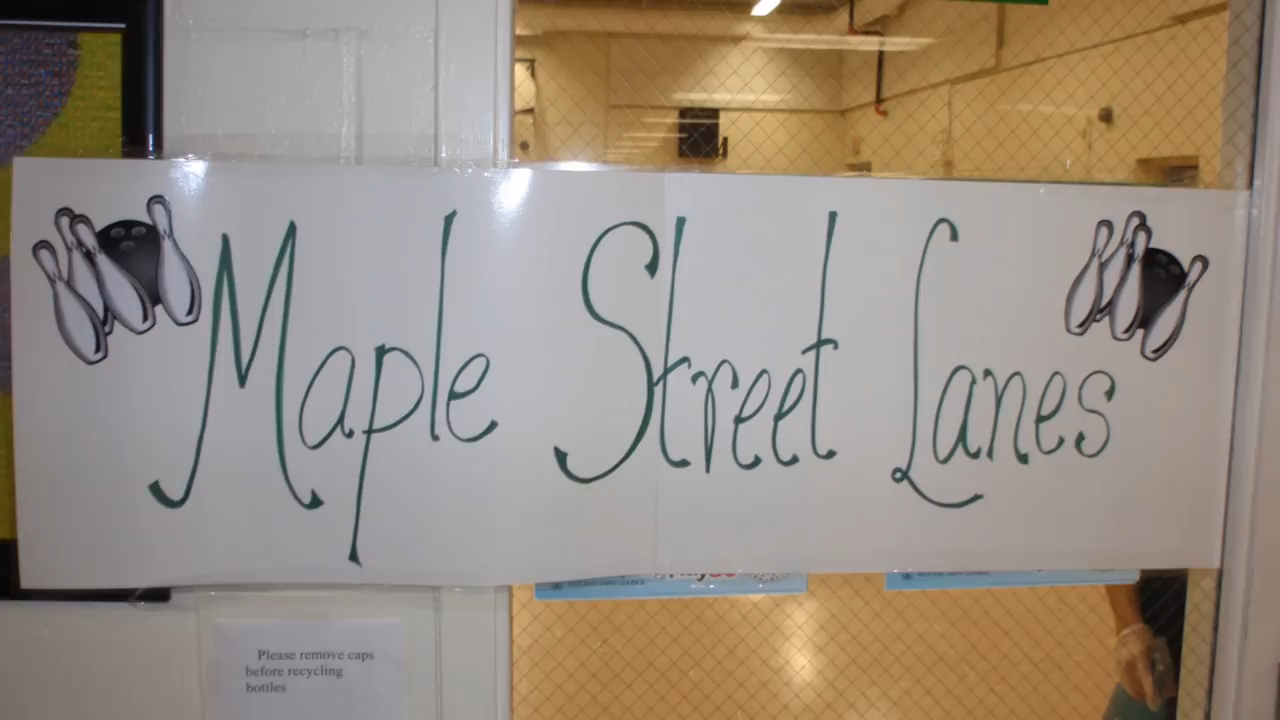 Maple Street Lanes
Please remove caps
before recycling
bottles